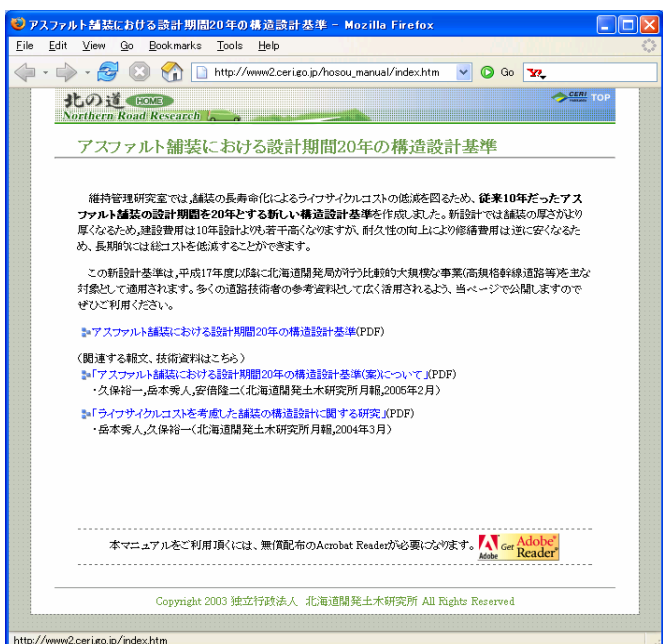 アスファルト舗装における設計期間20年の構造設計基準 - Mozilla Firefox
File Edit View Go Bookmarks Tools Help
http://www2.ceri.go.jp/hosou_manual/index.htm Go
北の道 HOME
Northern Road Research
CERI TOP
アスファルト舗装における設計期間20年の構造設計基準
維持管理研究室では,舗装の長寿命化によるライフサイクルコストの低減を図るため、従来10年だったアス
ファルト舗装の設計期間を20年とする新しい構造設計基準を作成しました。新設計では舗装の厚さがより
厚くなるため,建設費用は10年設計よりも若干高くなりますが、耐久性の向上により修繕費用は逆に安くなるた
め、長期的には総コストを低減することができます。
この新設計基準は,平成17年度以降に北海道開発局が行う比較的大規模な事業(高規格幹線道路等)を主な
対象として適用されます。多くの道路技術者の参考資料として広く活用されるよう、当ページで公開しますので
ぜひご利用ください。
アスファルト舗装における設計期間20年の構造設計基準(PDF)
(関連する報文、技術資料はこちら)
「アスファルト舗装における設計期間20年の構造設計基準(案)について」(PDF)
・久保裕一,岳本秀人,安倍隆二(北海道開発土木研究所月報,2005年2月)
「ライフサイクルコストを考慮した舗装の構造設計に関する研究」(PDF)
・岳本秀人,久保裕一(北海道開発土木研究所月報,2004年3月)
本マニュアルをご利用頂くには、無償配布のAcrobat Readerが必要になります。
Adobe Get Adobe® Reader®
Copyright 2003 独立行政法人 北海道開発土木研究所 All Rights Reserved
http://www2.ceri.go.jp/index.htm